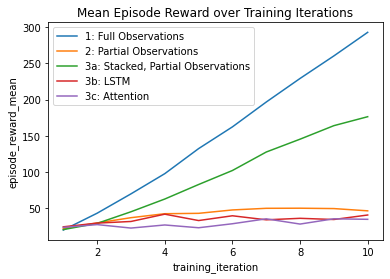 Mean Episode Reward over Training Iterations
300
250
200
150
100
50
episode_reward_mean
1: Full Observations
2: Partial Observations
3a: Stacked, Partial Observations
3b: LSTM
3c: Attention
2
4
6
8
10
training_iteration